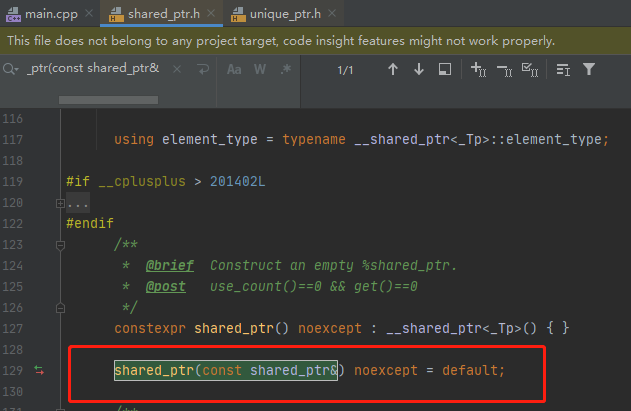 main.cpp shared_ptr.h unique_ptr.h
This file does not belong to any project target, code insight features might not work properly.
_ptr(const shared_ptr& Aa W .* 1/1
116
117 using element_type = typename __shared_ptr<_Tp>::element_type;
118
119 #if __cplusplus > 201402L
120 ...
122 #endif
123 /**
124 * @brief Construct an empty %shared_ptr.
125 * @post use_count()==0 && get()==0
126 */
127 constexpr shared_ptr() noexcept : __shared_ptr<_Tp>() { }
128
129 shared_ptr(const shared_ptr&) noexcept = default;
130